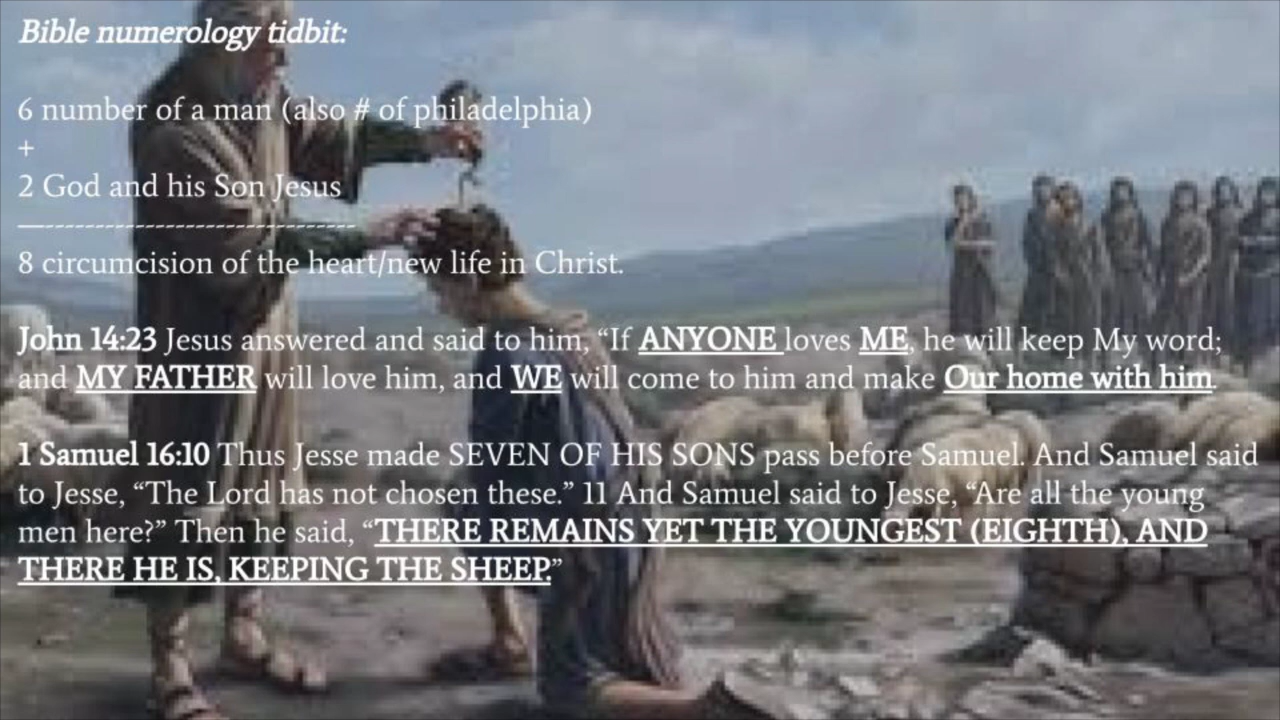 Bible numerology tidbit:
6 number of a man (also # of philadelphia)
+
2 God and his Son Jesus
—------------------------------
8 circumcision of the heart/new life in Christ.
John 14:23 Jesus answered and said to him, “If ANYONE loves ME, he will keep My word;
and MY FATHER will love him, and WE will come to him and make Our home with him.
1 Samuel 16:10 Thus Jesse made SEVEN OF HIS SONS pass before Samuel. And Samuel said
to Jesse, “The Lord has not chosen these.” 11 And Samuel said to Jesse, “Are all the young
men here?” Then he said, “THERE REMAINS YET THE YOUNGEST (EIGHTH), AND
THERE HE IS, KEEPING THE SHEEP.”